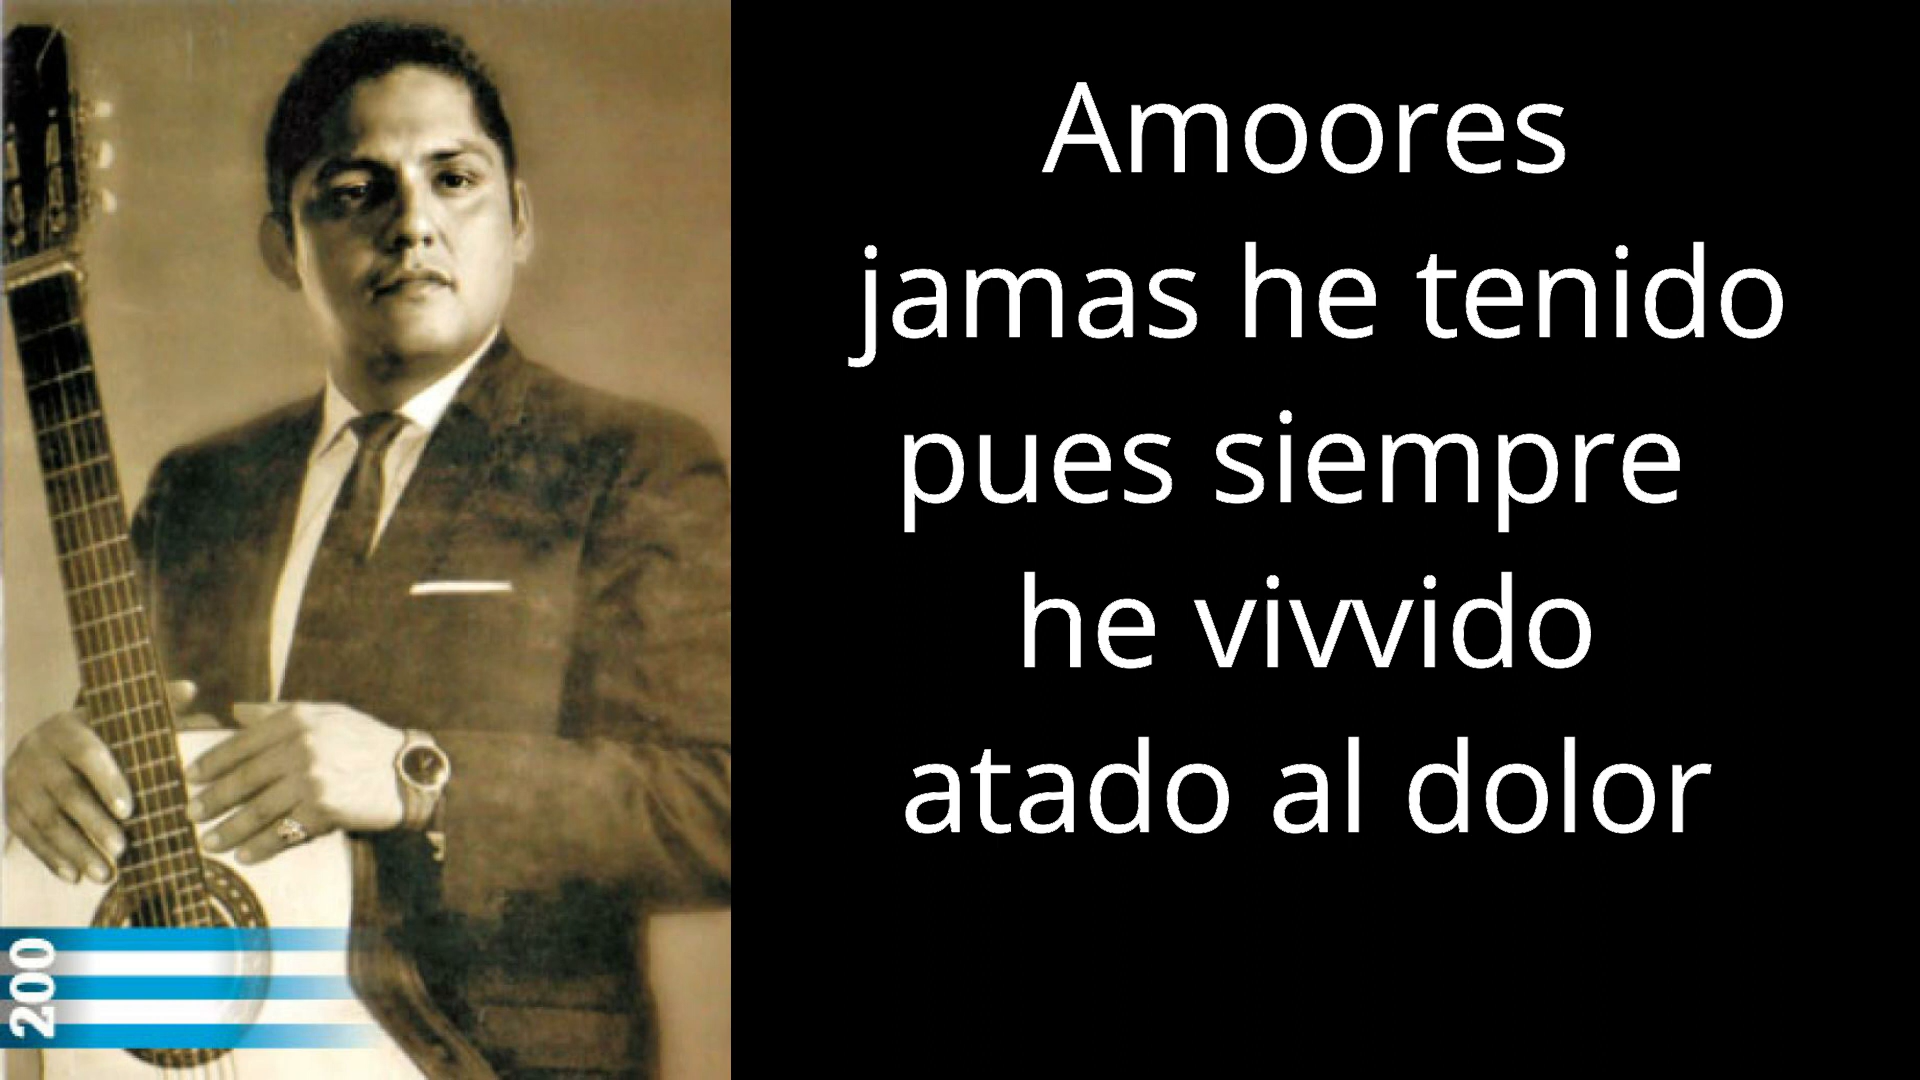 Amoores
jamas he tenido
pues siempre
he vivvido
atado al dolor
200